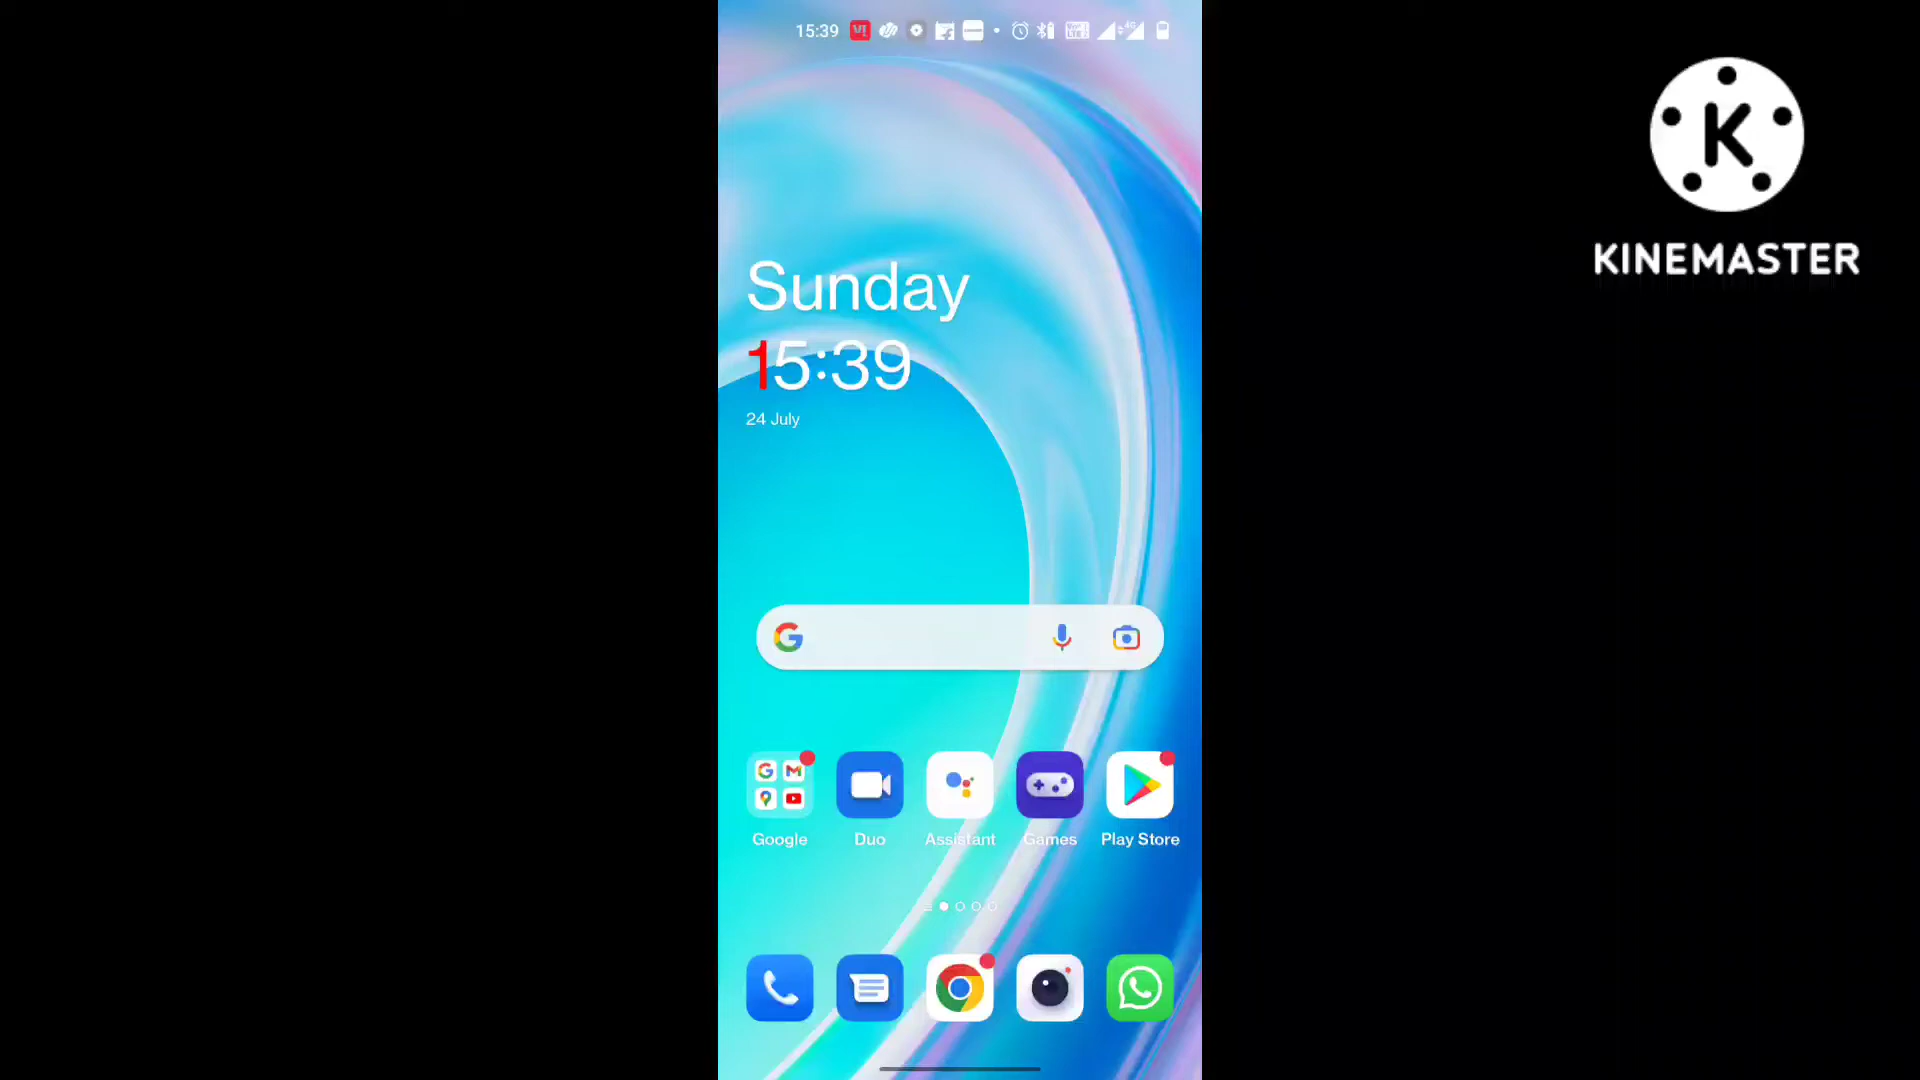 15:39
K
KINEMASTER
Sunday
15:39
24 July
Google
Duo
Assistant
Games
Play Store